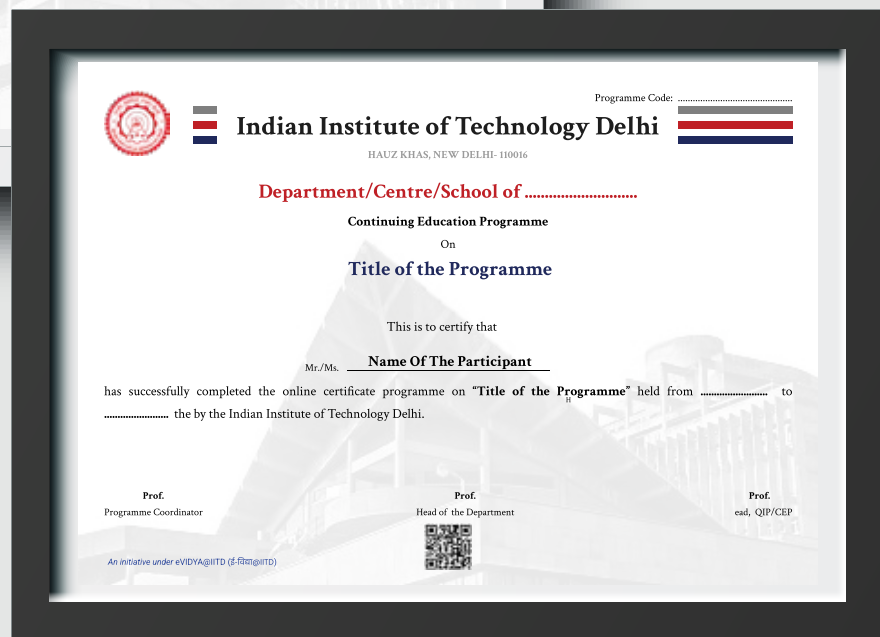 Programme Code: ........................................
Indian Institute of Technology Delhi
HAUZ KHAS, NEW DELHI- 110016
Department/Centre/School of ............................
Continuing Education Programme
On
Title of the Programme
This is to certify that
Mr./Ms. Name Of The Participant
has successfully completed the online certificate programme on “Title of the Programme” held from ........................ to
H
....................... the by the Indian Institute of Technology Delhi.
Prof. Prof. Prof.
Programme Coordinator Head of the Department ead, QIP/CEP
An initiative under eVIDYA@IITD (ई-विद्या@IITD)